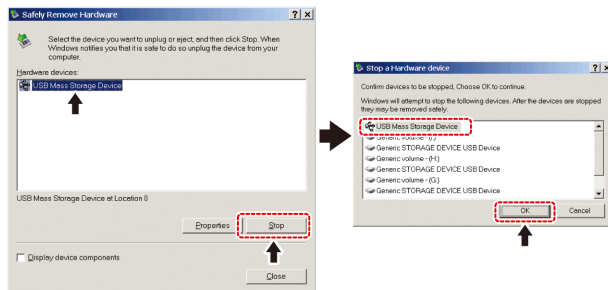 Safely Remove Hardware
Select the device you want to unplug or eject, and then click Stop. When
Windows notifies you that it is safe to do so unplug the device from your
computer.
Hardware devices:
USB Mass Storage Device
USB Mass Storage Device at Location 0
Properties
Stop
Display device components
Close
Stop a Hardware device
Confirm devices to be stopped, Choose OK to continue.
Windows will attempt to stop the following devices. After the devices are stopped
they may be removed safely.
USB Mass Storage Device
Generic volume - (I:)
Generic STORAGE DEVICE USB Device
Generic volume - (H:)
Generic STORAGE DEVICE USB Device
Generic volume - (G:)
Generic STORAGE DEVICE USB Device
OK
Cancel